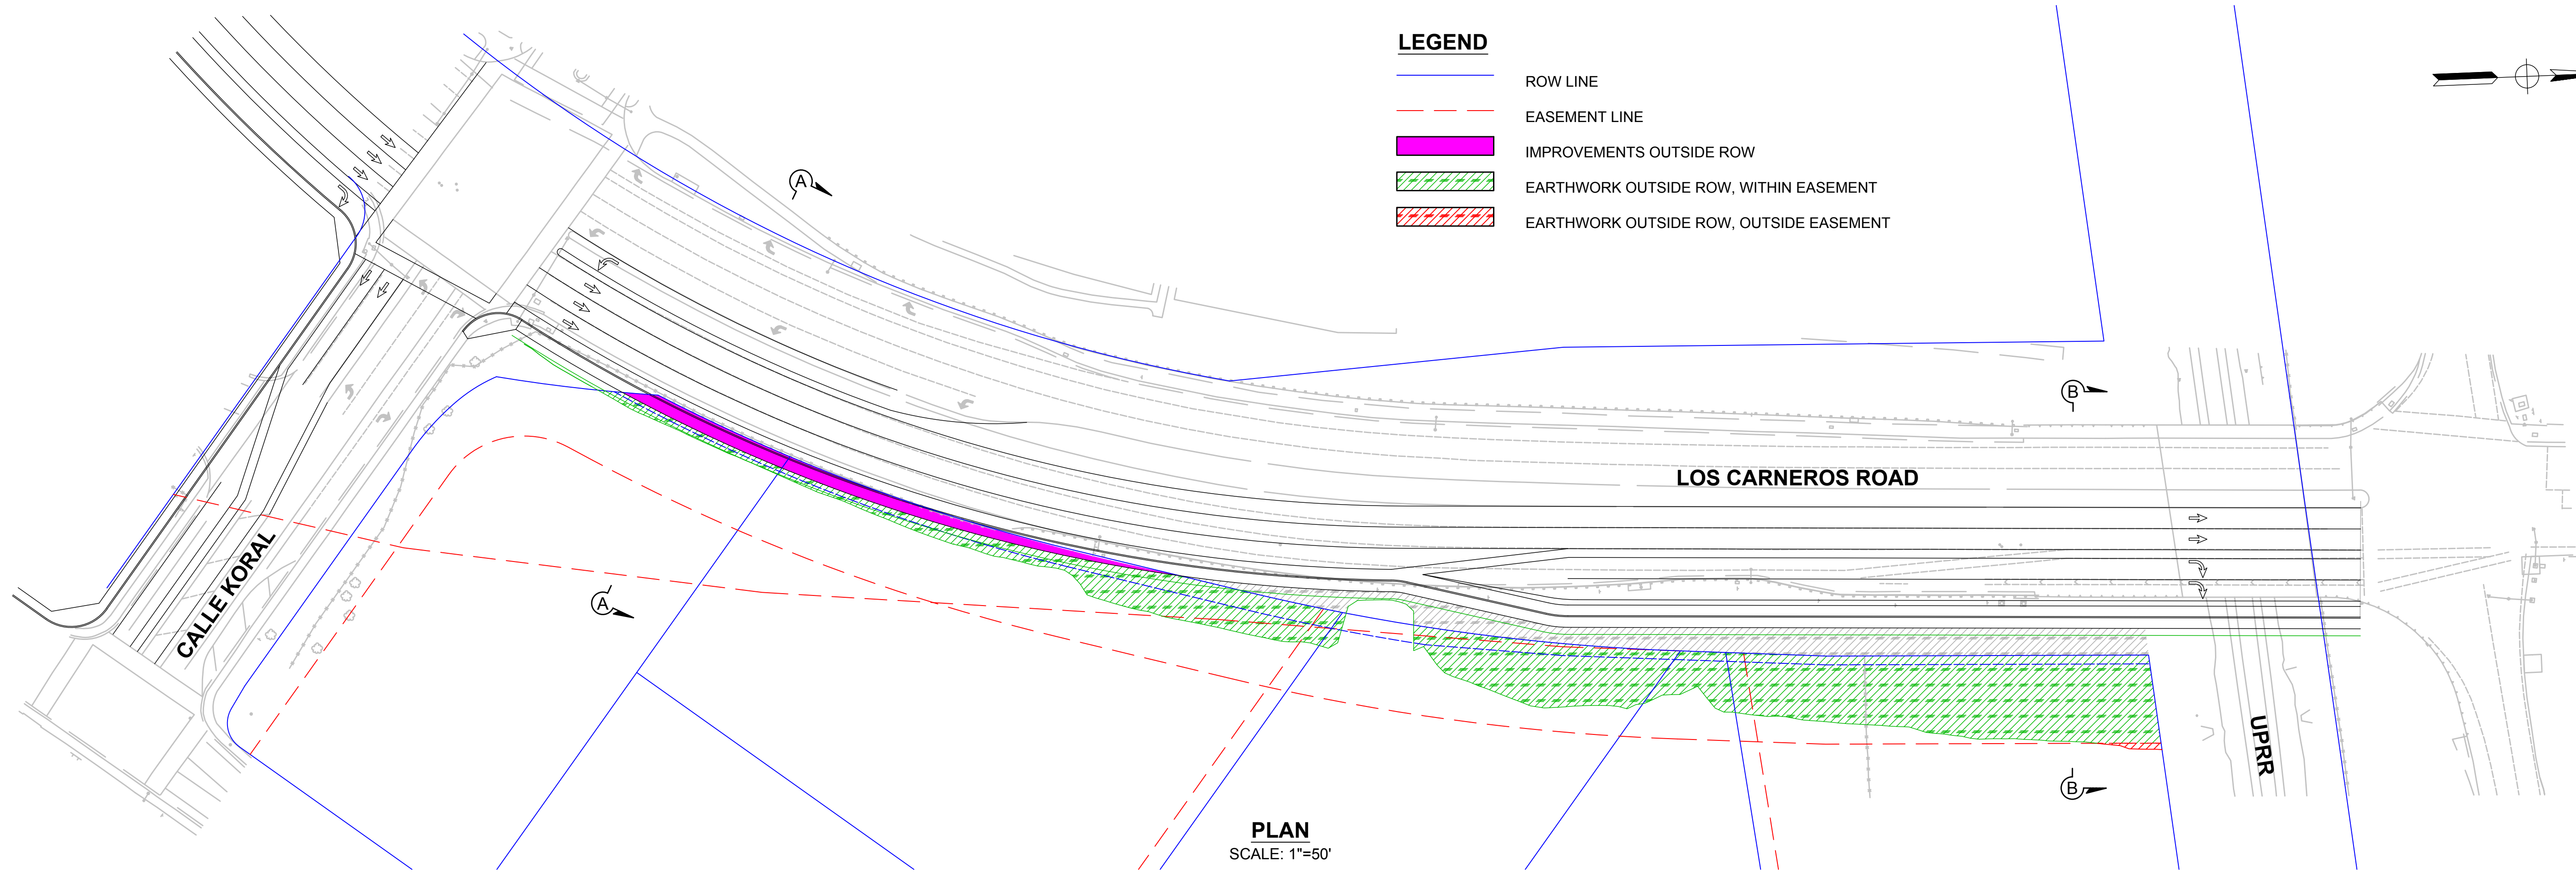 LEGEND
ROW LINE
EASEMENT LINE
IMPROVEMENTS OUTSIDE ROW
EARTHWORK OUTSIDE ROW, WITHIN EASEMENT
EARTHWORK OUTSIDE ROW, OUTSIDE EASEMENT
A
B
LOS CARNEROS ROAD
CALLE KORAL
A
UPRR
B
PLAN
SCALE: 1"=50'